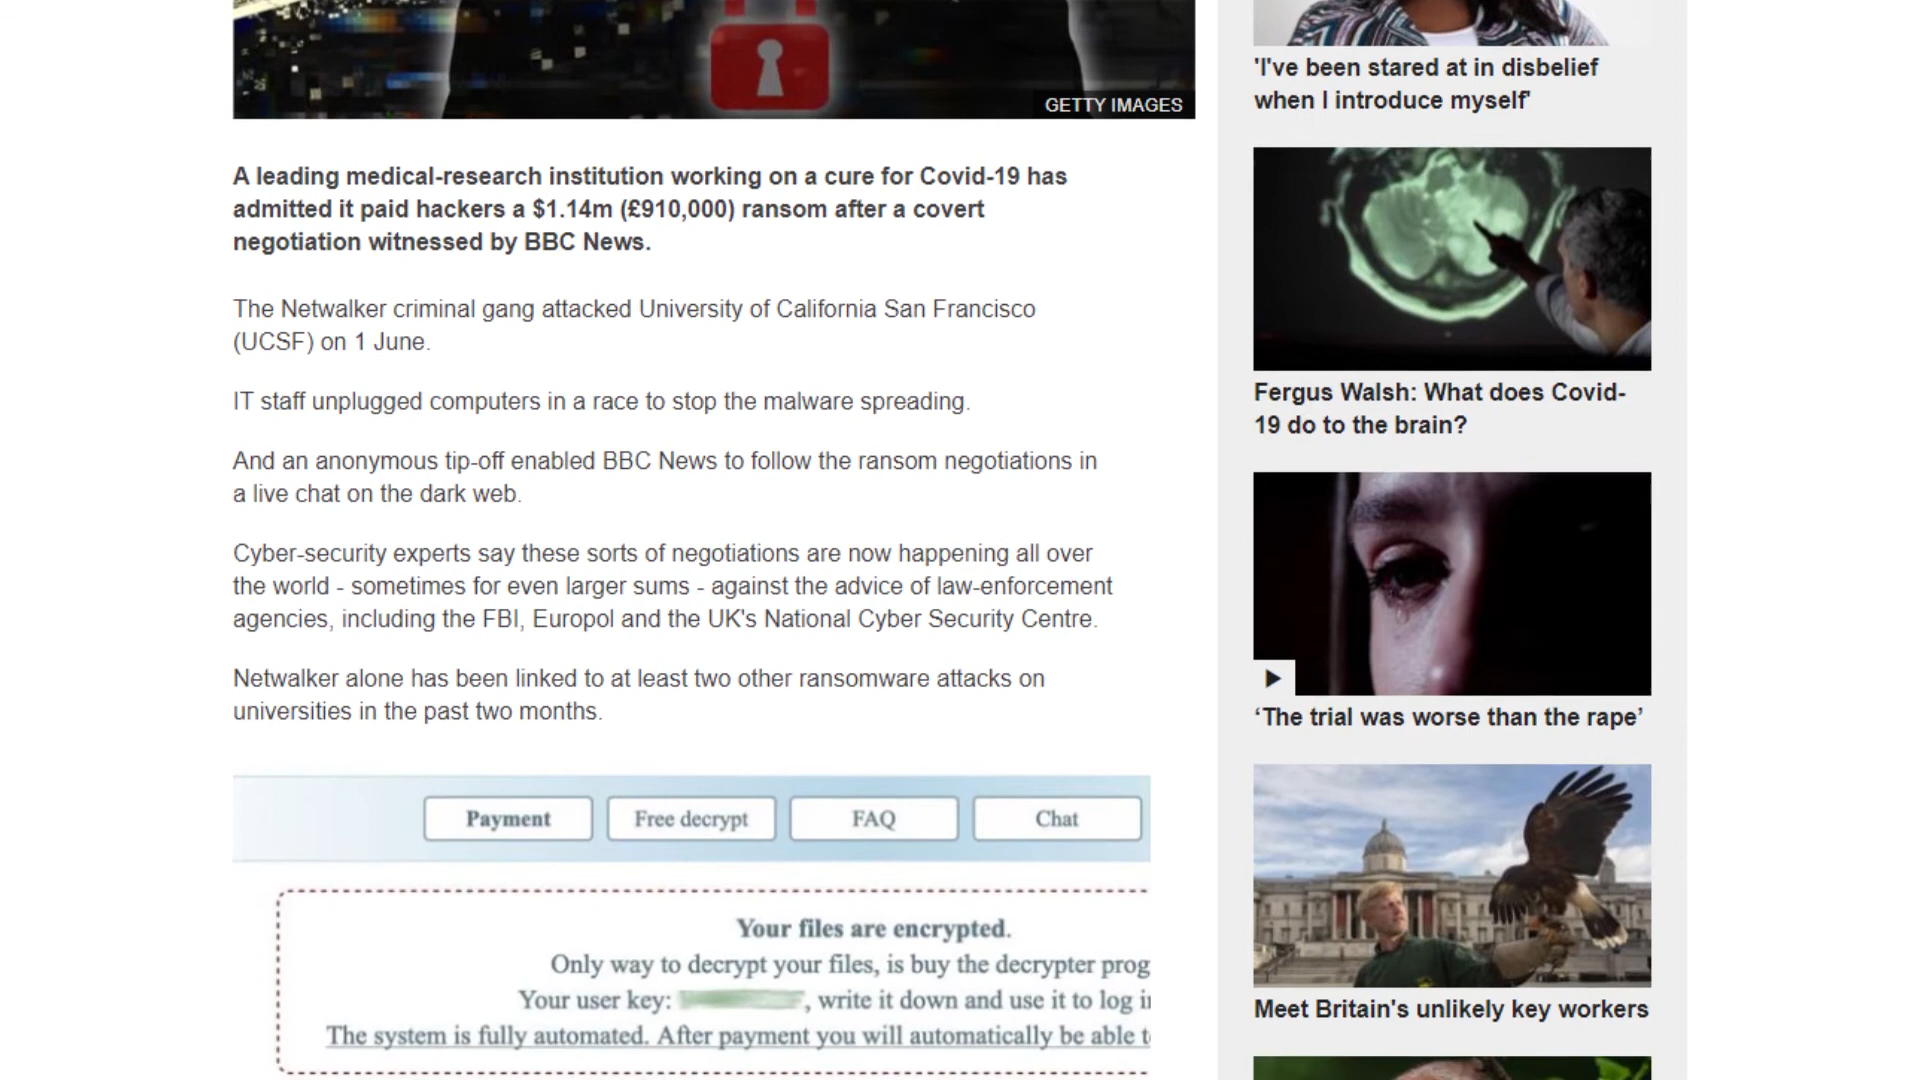 GETTY IMAGES
A leading medical-research institution working on a cure for Covid-19 has
admitted it paid hackers a $1.14m (£910,000) ransom after a covert
negotiation witnessed by BBC News.
The Netwalker criminal gang attacked University of California San Francisco
(UCSF) on 1 June.
IT staff unplugged computers in a race to stop the malware spreading.
And an anonymous tip-off enabled BBC News to follow the ransom negotiations in
a live chat on the dark web.
Cyber-security experts say these sorts of negotiations are now happening all over
the world - sometimes for even larger sums - against the advice of law-enforcement
agencies, including the FBI, Europol and the UK's National Cyber Security Centre.
Netwalker alone has been linked to at least two other ransomware attacks on
universities in the past two months.
Payment
Free decrypt
FAQ
Chat
Your files are encrypted.
Only way to decrypt your files, is buy the decrypter prog
Your user key: , write it down and use it to log in
The system is fully automated. After payment you will automatically be able t
'I've been stared at in disbelief
when I introduce myself'
Fergus Walsh: What does Covid-
19 do to the brain?
‘The trial was worse than the rape’
Meet Britain's unlikely key workers